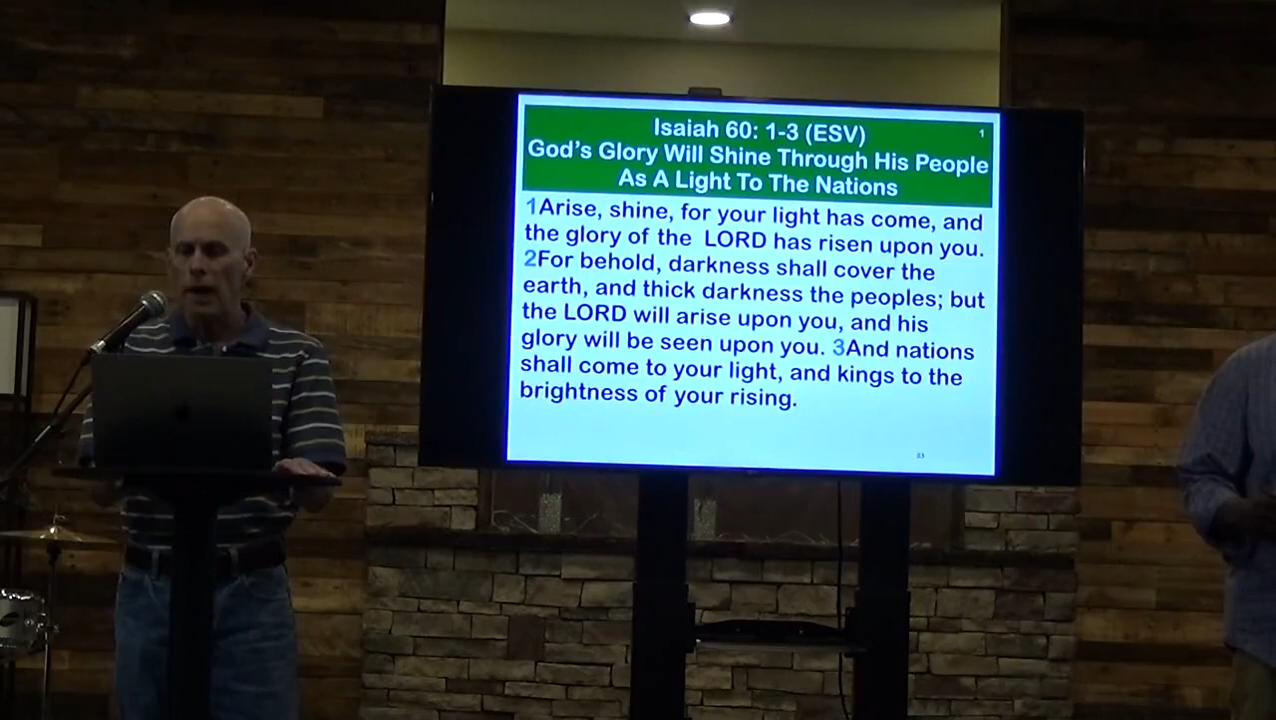 Isaiah 60: 1-3 (ESV)
1
God's Glory Will Shine Through His People
As A Light To The Nations
1Arise, shine, for your light has come, and
the glory of the LORD has risen upon you.
2For behold, darkness shall cover the
earth, and thick darkness the peoples; but
the LORD will arise upon you, and his
glory will be seen upon you. 3And nations
shall come to your light, and kings to the
brightness of your rising.